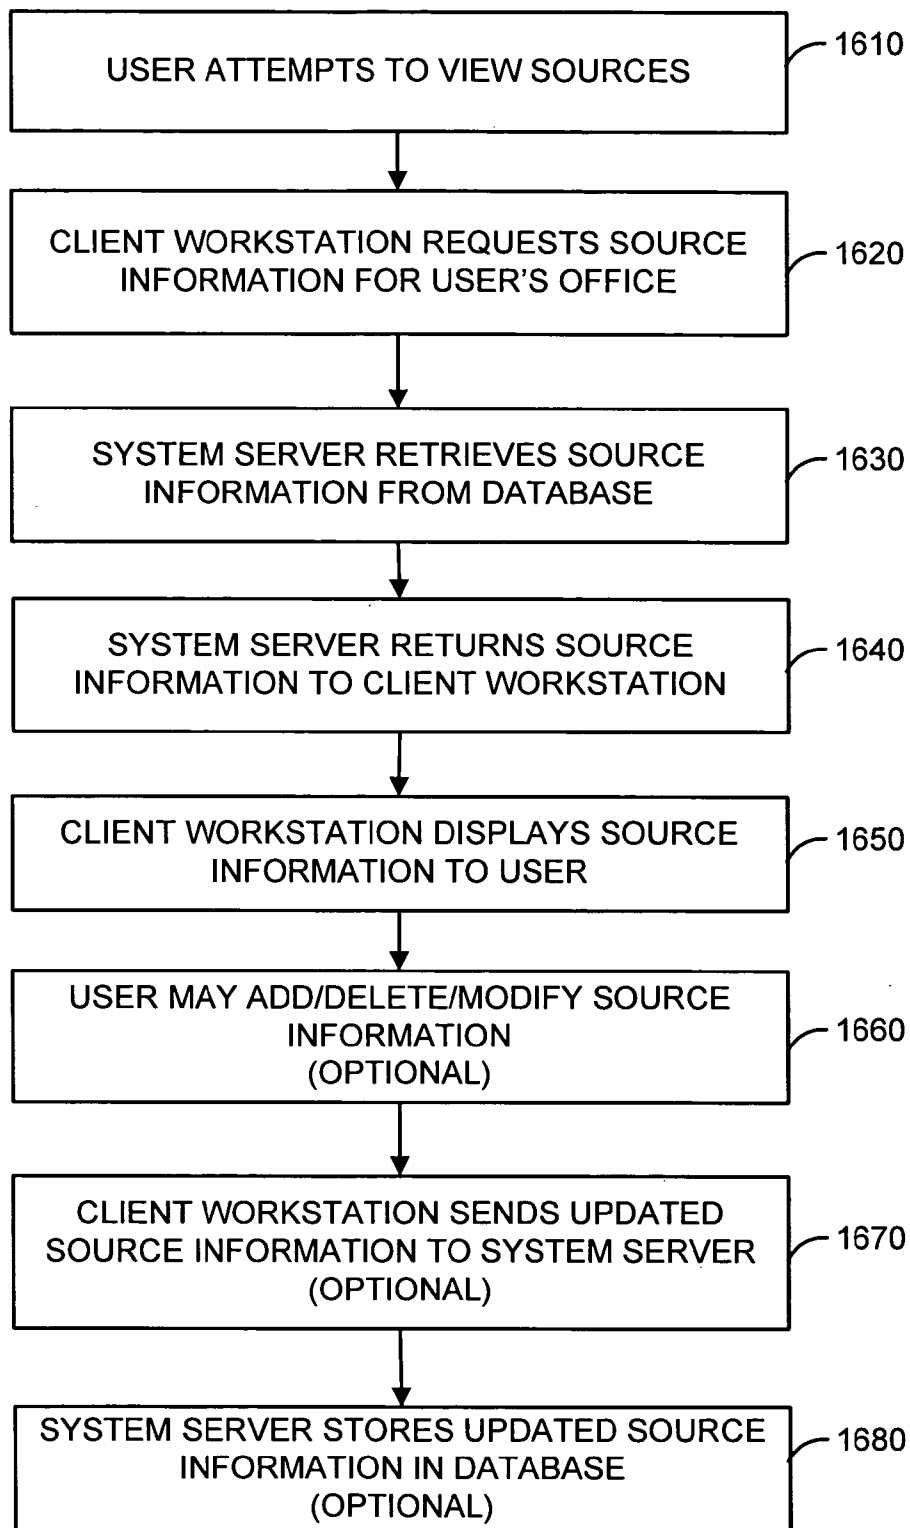 USER ATTEMPTS TO VIEW SOURCES
1610
CLIENT WORKSTATION REQUESTS SOURCE
INFORMATION FOR USER'S OFFICE
1620
SYSTEM SERVER RETRIEVES SOURCE
INFORMATION FROM DATABASE
1630
SYSTEM SERVER RETURNS SOURCE
INFORMATION TO CLIENT WORKSTATION
1640
CLIENT WORKSTATION DISPLAYS SOURCE
INFORMATION TO USER
1650
USER MAY ADD/DELETE/MODIFY SOURCE
INFORMATION
(OPTIONAL)
1660
CLIENT WORKSTATION SENDS UPDATED
SOURCE INFORMATION TO SYSTEM SERVER
(OPTIONAL)
1670
SYSTEM SERVER STORES UPDATED SOURCE
INFORMATION IN DATABASE
(OPTIONAL)
1680